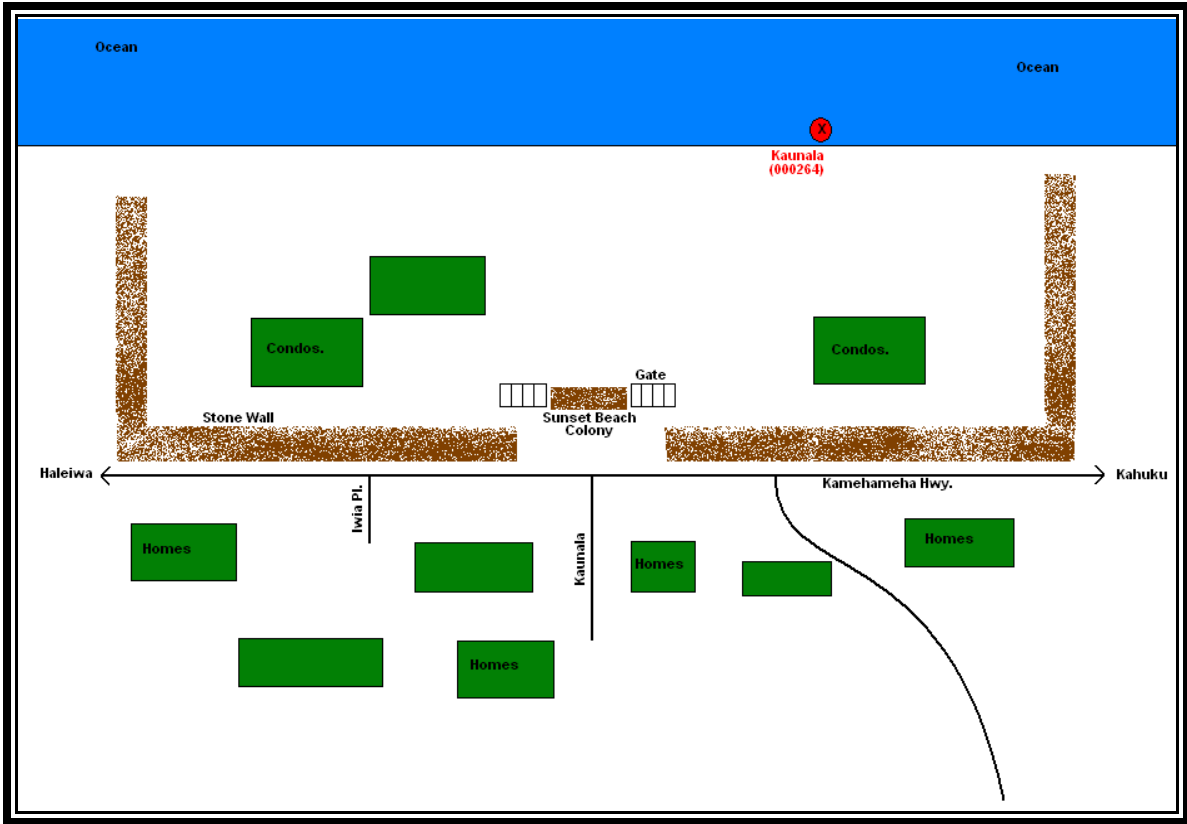 Ocean
Ocean
X
Kaunala
(000264)
Condos.
Condos.
Gate
Stone Wall
Sunset Beach
Colony
Haleiwa
Kahuku
Kamehameha Hwy.
Iwia Pl.
Kaunala
Homes
Homes
Homes
Homes